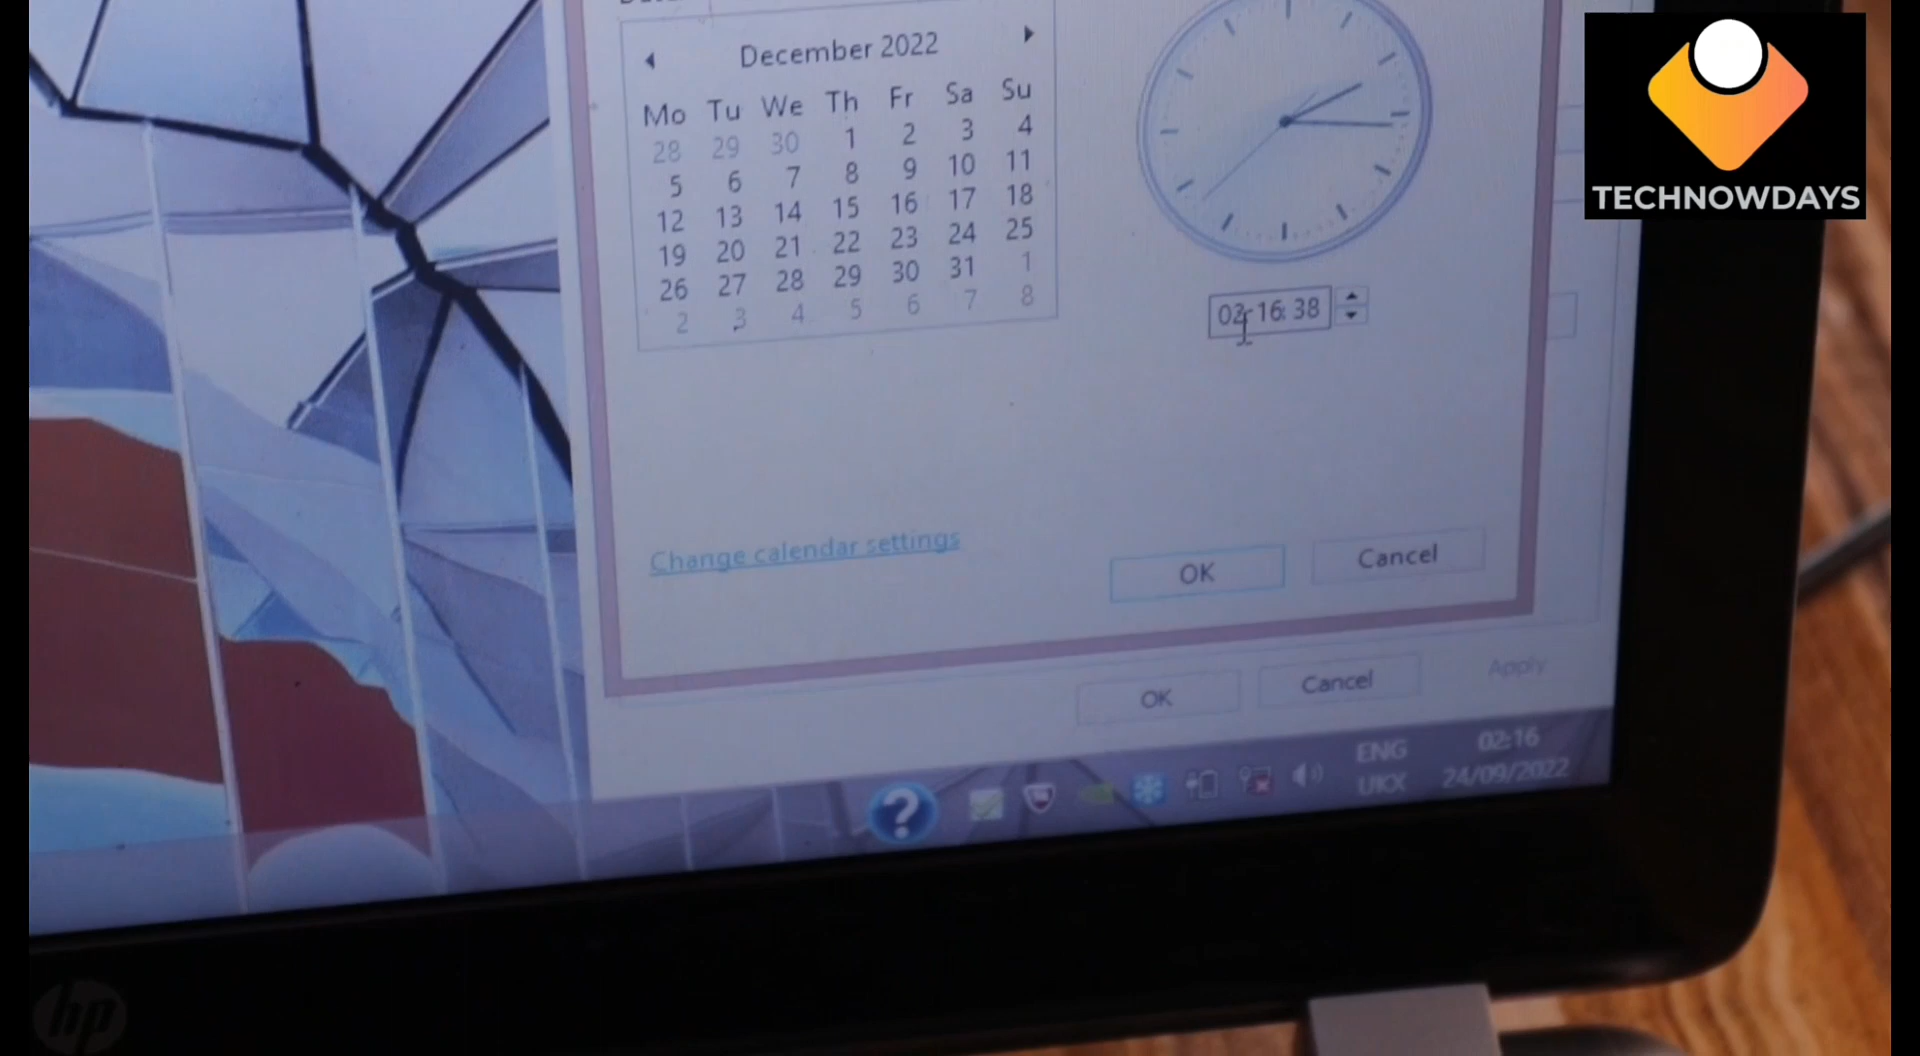 December 2022
Mo Tu We Th Fr Sa Su
28 29 30 1 2 3 4
5 6 7 8 9 10 11
12 13 14 15 16 17 18
19 20 21 22 23 24 25
26 27 28 29 30 31 1
2 3 4 5 6 7 8
02:16:38
Change calendar settings
OK Cancel
OK Cancel Apply
ENG 02:16
UKX 24/09/2022
hp
TECHNOWDAYS